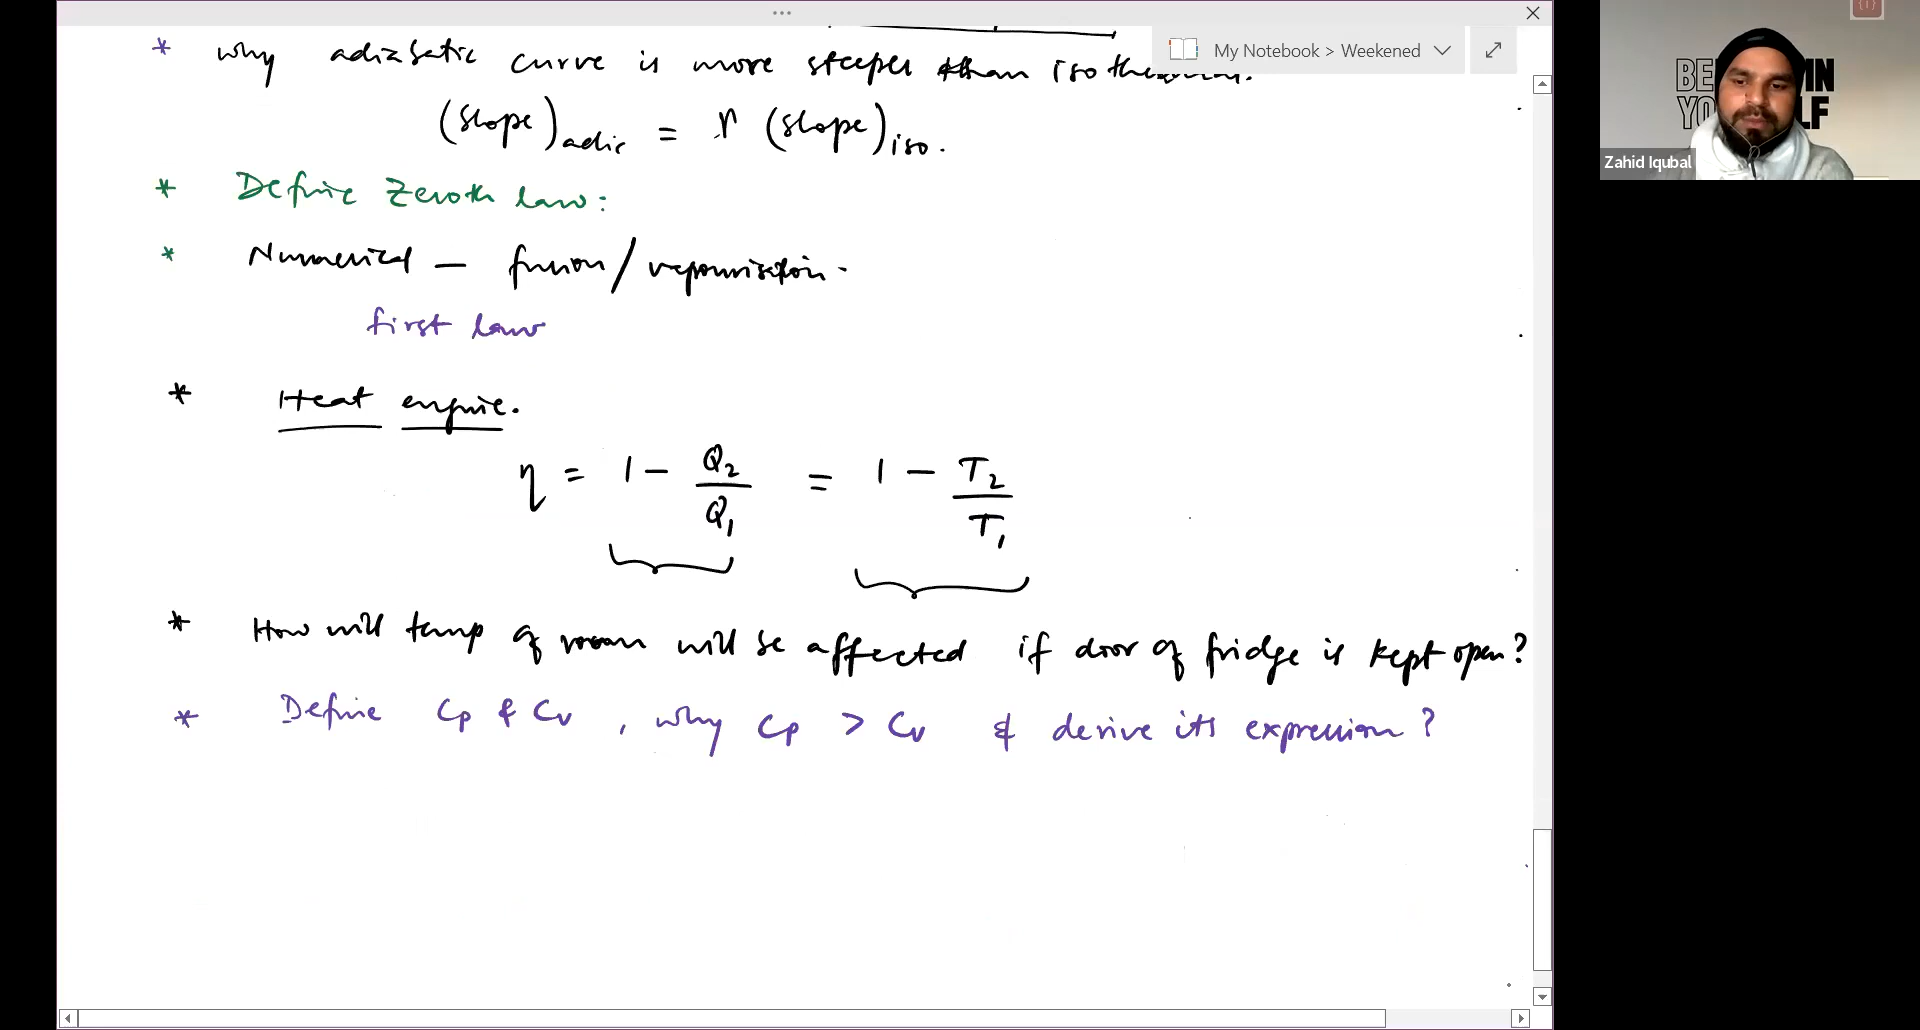 * why adiabatic curve is more steeper than isothermal.
My Notebook > Weekened
(slope)adic = γ (slope)iso.
* Define Zeroth law:
* Numerical — fusion/vapourisation.
first law
* Heat engine.
η = 1 - Q2/Q1 = 1 - T2/T1
* How will temp of room will be affected if door of fridge is kept open?
* Define Cp & Cv, why Cp > Cv & derive its expression?
Zahid Iqubal